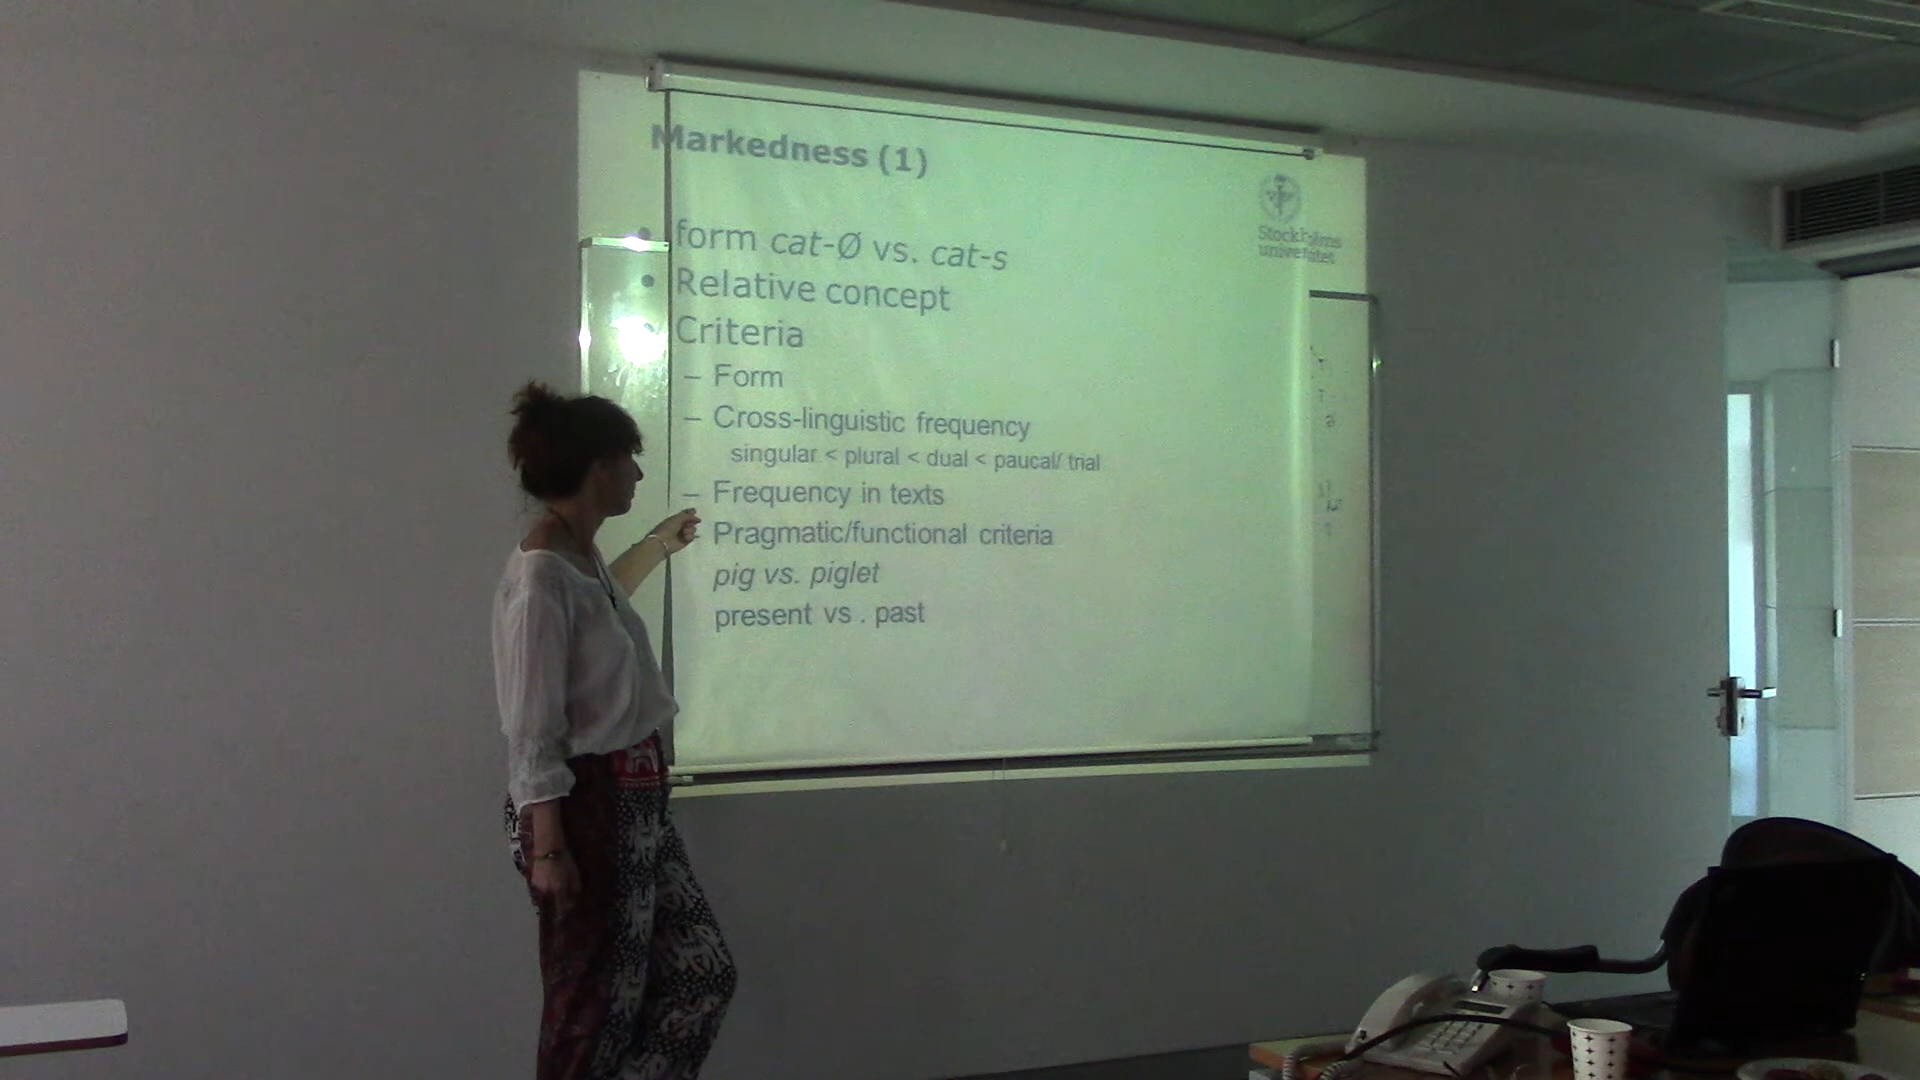 Markedness (1)
Stockholms
universitet
• form cat-Ø vs. cat-s
• Relative concept
• Criteria
– Form
– Cross-linguistic frequency
singular < plural < dual < paucal/ trial
– Frequency in texts
– Pragmatic/functional criteria
pig vs. piglet
present vs . past